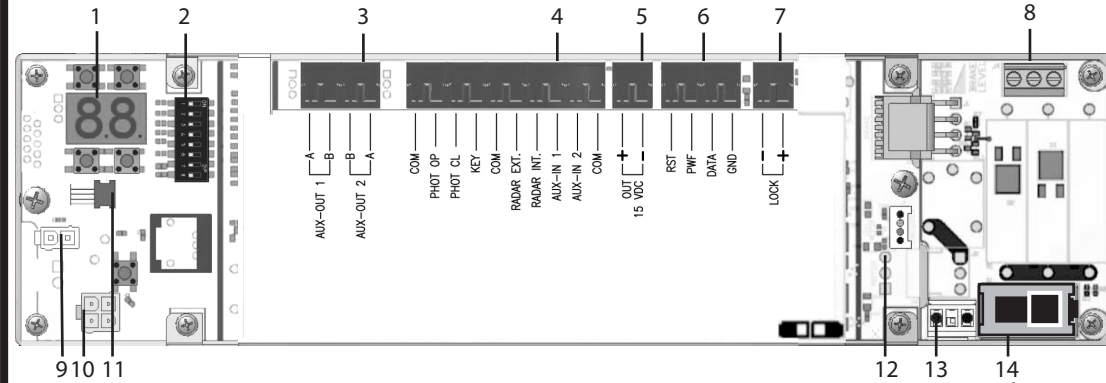 1 2 3 4 5 6 7 8
88
BRAKE
LEVEL
A
B
B
A
AUX-OUT 1
AUX-OUT 2
COM
PHOT OP
PHOT CL
KEY
COM
RADAR EXT.
RADAR INT.
AUX-IN 1
AUX-IN 2
COM
+
-
OUT
15 VDC
RST
PWF
DATA
GND
-
+
LOCK
9 10 11 12 13 14